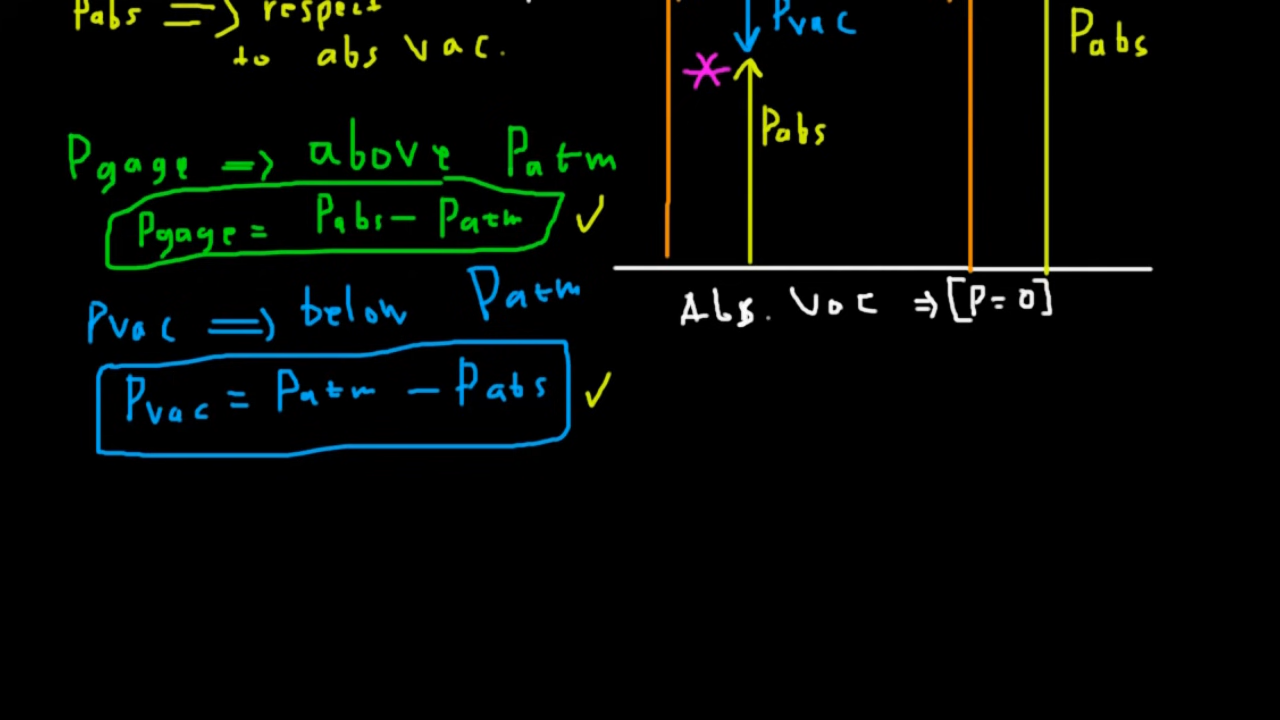 Pabs => respect
to abs vac.
Pgage => above Patm
Pgage = Pabs - Patm ✓
Pvac => below Patm
Pvac = Patm - Pabs ✓
Pvac
Pabs
Pabs
Abs. Vac => [P=0]